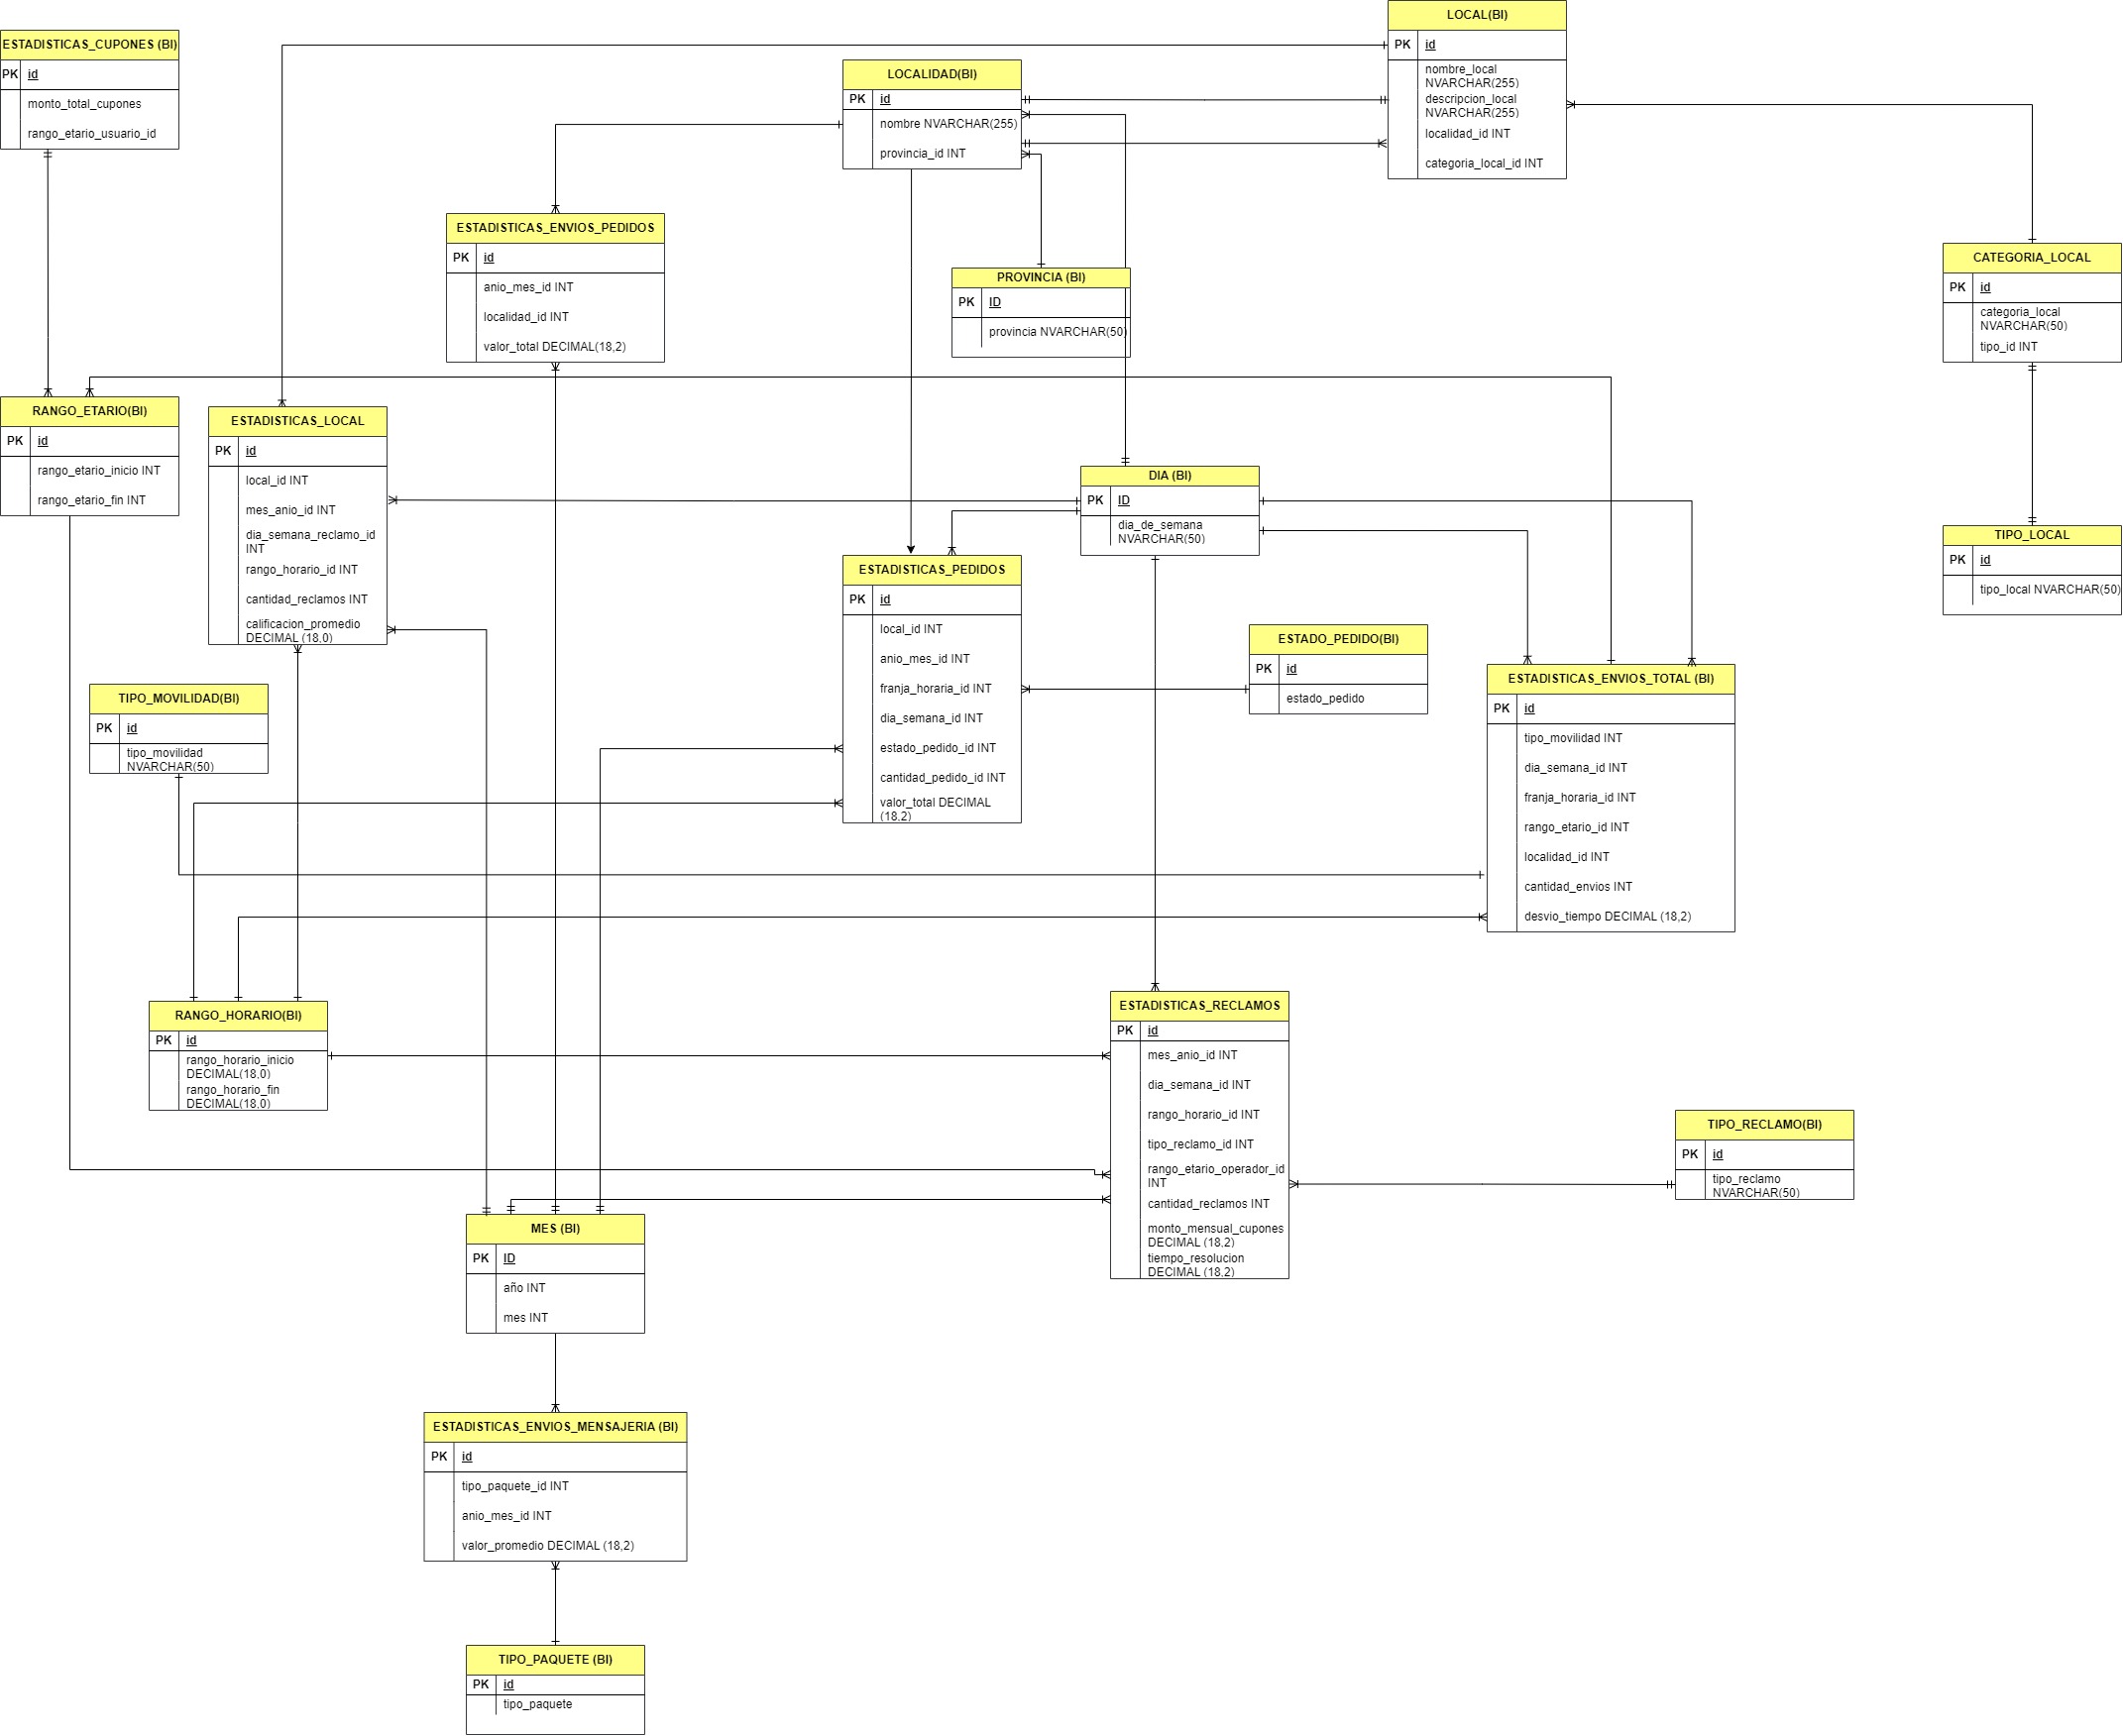 ESTADISTICAS_CUPONES (BI)
PK id
monto_total_cupones
rango_etario_usuario_id
LOCALIDAD(BI)
PK id
nombre NVARCHAR(255)
provincia_id INT
LOCAL(BI)
PK id
nombre_local
NVARCHAR(255)
descripcion_local
NVARCHAR(255)
localidad_id INT
categoria_local_id INT
ESTADISTICAS_ENVIOS_PEDIDOS
PK id
anio_mes_id INT
localidad_id INT
valor_total DECIMAL(18,2)
PROVINCIA (BI)
PK ID
provincia NVARCHAR(50)
CATEGORIA_LOCAL
PK id
categoria_local
NVARCHAR(50)
tipo_id INT
RANGO_ETARIO(BI)
PK id
rango_etario_inicio INT
rango_etario_fin INT
ESTADISTICAS_LOCAL
PK id
local_id INT
mes_anio_id INT
dia_semana_reclamo_id
INT
rango_horario_id INT
cantidad_reclamos INT
calificacion_promedio
DECIMAL (18,0)
DIA (BI)
PK ID
dia_de_semana
NVARCHAR(50)
TIPO_LOCAL
PK id
tipo_local NVARCHAR(50)
ESTADISTICAS_PEDIDOS
PK id
local_id INT
anio_mes_id INT
franja_horaria_id INT
dia_semana_id INT
estado_pedido_id INT
cantidad_pedido_id INT
valor_total DECIMAL
(18,2)
ESTADO_PEDIDO(BI)
PK id
estado_pedido
ESTADISTICAS_ENVIOS_TOTAL (BI)
PK id
tipo_movilidad INT
dia_semana_id INT
franja_horaria_id INT
rango_etario_id INT
localidad_id INT
cantidad_envios INT
desvio_tiempo DECIMAL (18,2)
TIPO_MOVILIDAD(BI)
PK id
tipo_movilidad
NVARCHAR(50)
RANGO_HORARIO(BI)
PK id
rango_horario_inicio
DECIMAL(18,0)
rango_horario_fin
DECIMAL(18,0)
ESTADISTICAS_RECLAMOS
PK id
mes_anio_id INT
dia_semana_id INT
rango_horario_id INT
tipo_reclamo_id INT
rango_etario_operador_id
INT
cantidad_reclamos INT
monto_mensual_cupones
DECIMAL (18,2)
tiempo_resolucion
DECIMAL (18,2)
TIPO_RECLAMO(BI)
PK id
tipo_reclamo
NVARCHAR(50)
MES (BI)
PK ID
año INT
mes INT
ESTADISTICAS_ENVIOS_MENSAJERIA (BI)
PK id
tipo_paquete_id INT
anio_mes_id INT
valor_promedio DECIMAL (18,2)
TIPO_PAQUETE (BI)
PK id
tipo_paquete